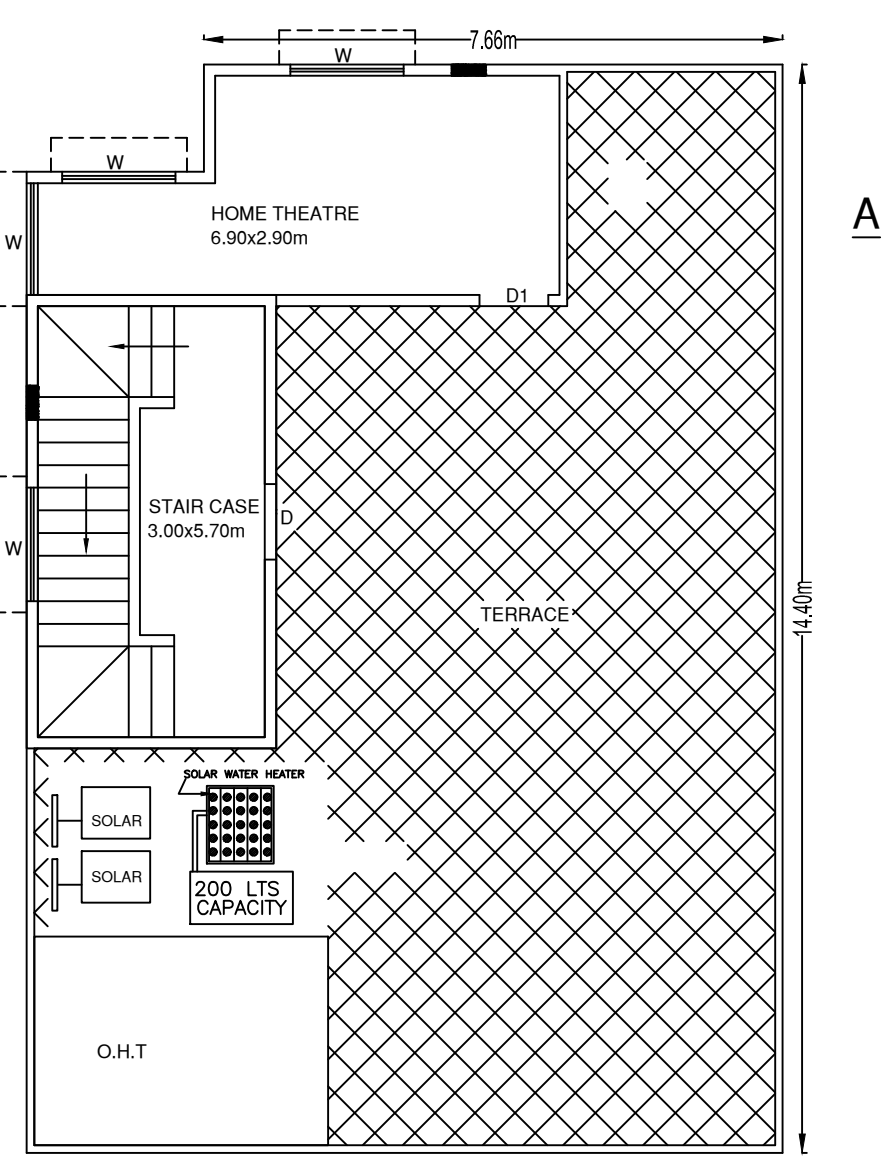 7.66m
W
W
HOME THEATRE
6.90x2.90m
A
W
D1
STAIR CASE
3.00x5.70m
D
W
TERRACE
14.40m
SOLAR WATER HEATER
SOLAR
SOLAR
200 LTS
CAPACITY
O.H.T